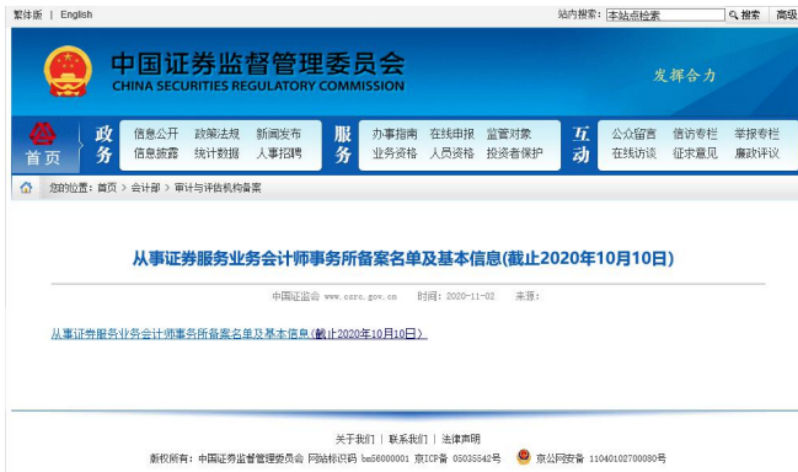 繁体版 | English 站内搜索: 本站点检索 搜索 高级
中国证券监督管理委员会
CHINA SECURITIES REGULATORY COMMISSION
发挥合力
首页
政务
信息公开 政策法规 新闻发布
信息披露 统计数据 人事招聘
服务
办事指南 在线申报 监管对象
业务资格 人员资格 投资者保护
互动
公众留言 信访专栏 举报专栏
在线访谈 征求意见 廉政评议
您的位置: 首页 > 会计部 > 审计与评估机构备案
从事证券服务业务会计师事务所备案名单及基本信息(截止2020年10月10日)
中国证监会 www.csrc.gov.cn 时间: 2020-11-02 来源:
从事证券服务业务会计师事务所备案名单及基本信息(截止2020年10月10日)
关于我们 | 联系我们 | 法律声明
版权所有: 中国证券监督管理委员会 网站标识码 bm56000001 京ICP备 05035542号 京公网安备 11040102700080号